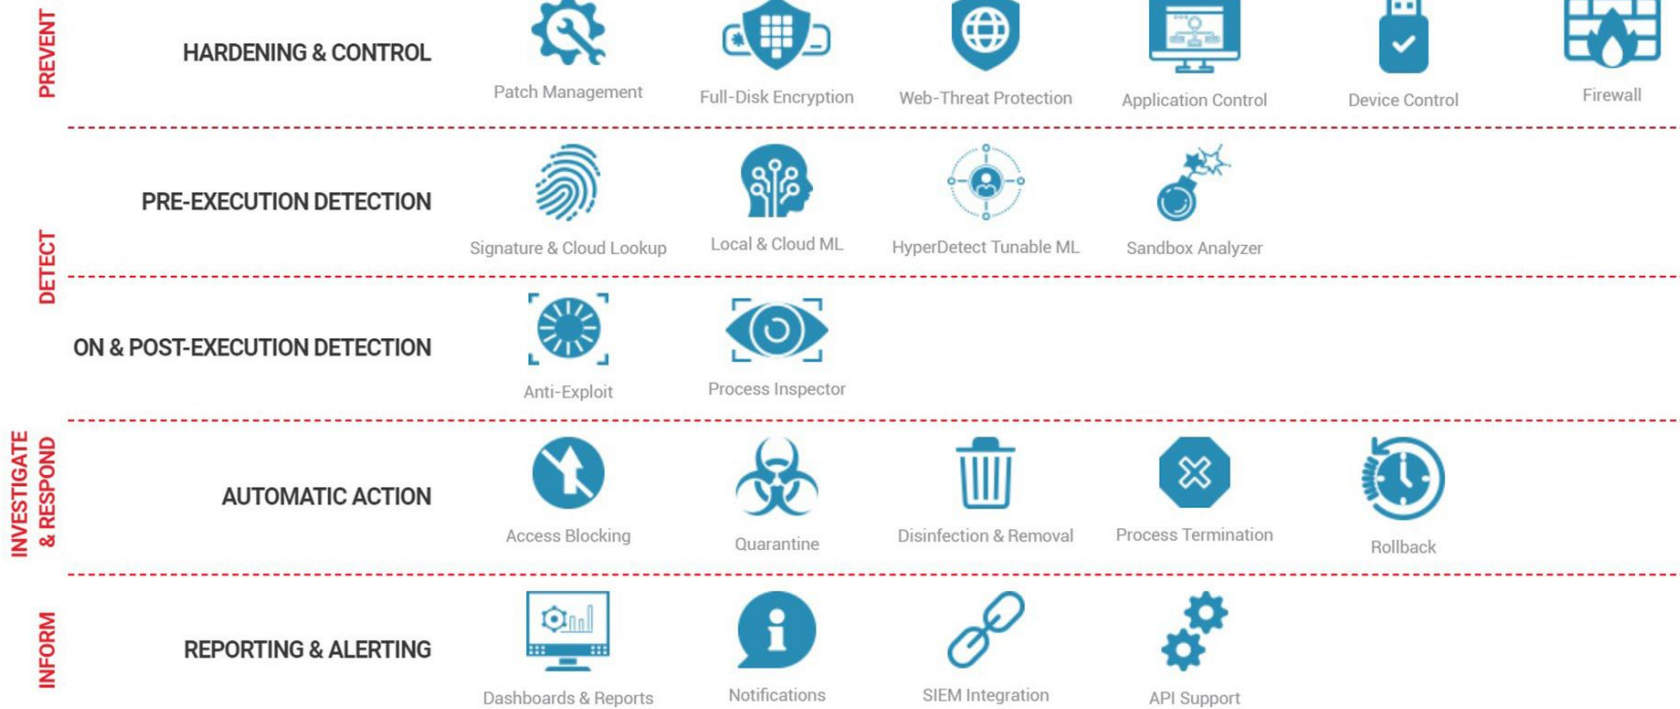 PREVENT
HARDENING & CONTROL
Patch Management
Full-Disk Encryption
Web-Threat Protection
Application Control
Device Control
Firewall
DETECT
PRE-EXECUTION DETECTION
Signature & Cloud Lookup
Local & Cloud ML
HyperDetect Tunable ML
Sandbox Analyzer
ON & POST-EXECUTION DETECTION
Anti-Exploit
Process Inspector
INVESTIGATE
& RESPOND
AUTOMATIC ACTION
Access Blocking
Quarantine
Disinfection & Removal
Process Termination
Rollback
INFORM
REPORTING & ALERTING
Dashboards & Reports
Notifications
SIEM Integration
API Support